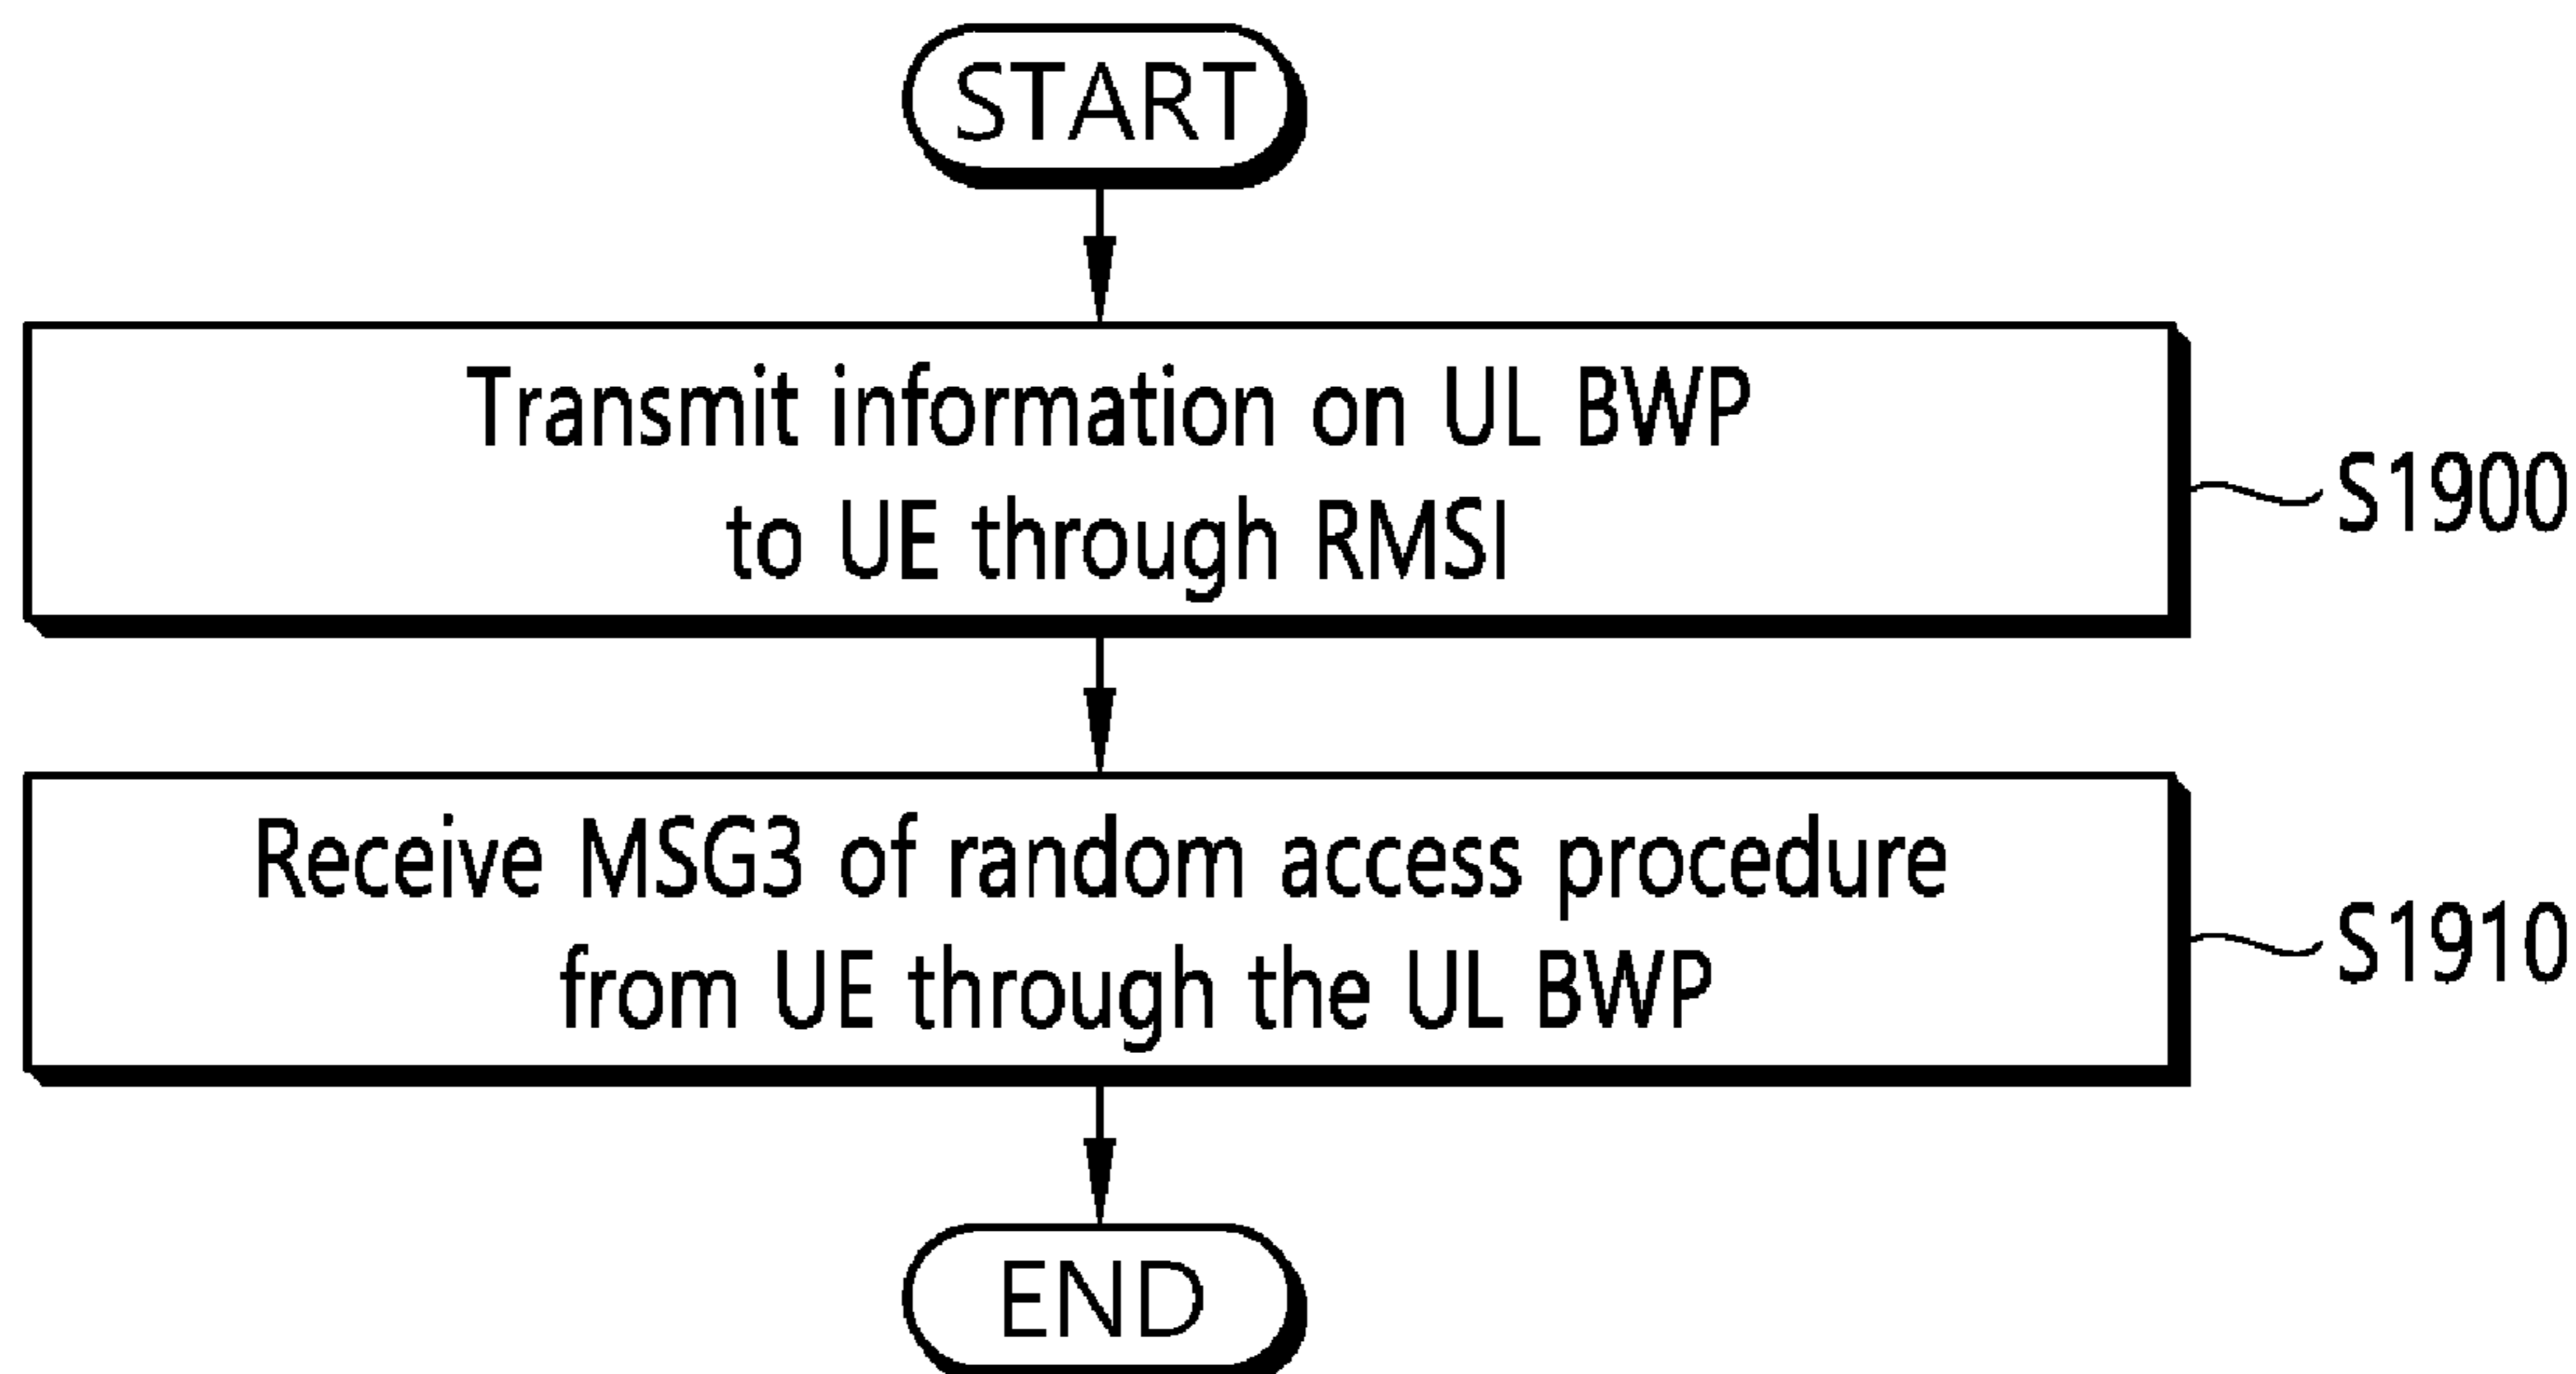 START
Transmit information on UL BWP
to UE through RMSI
S1900
Receive MSG3 of random access procedure
from UE through the UL BWP
S1910
END